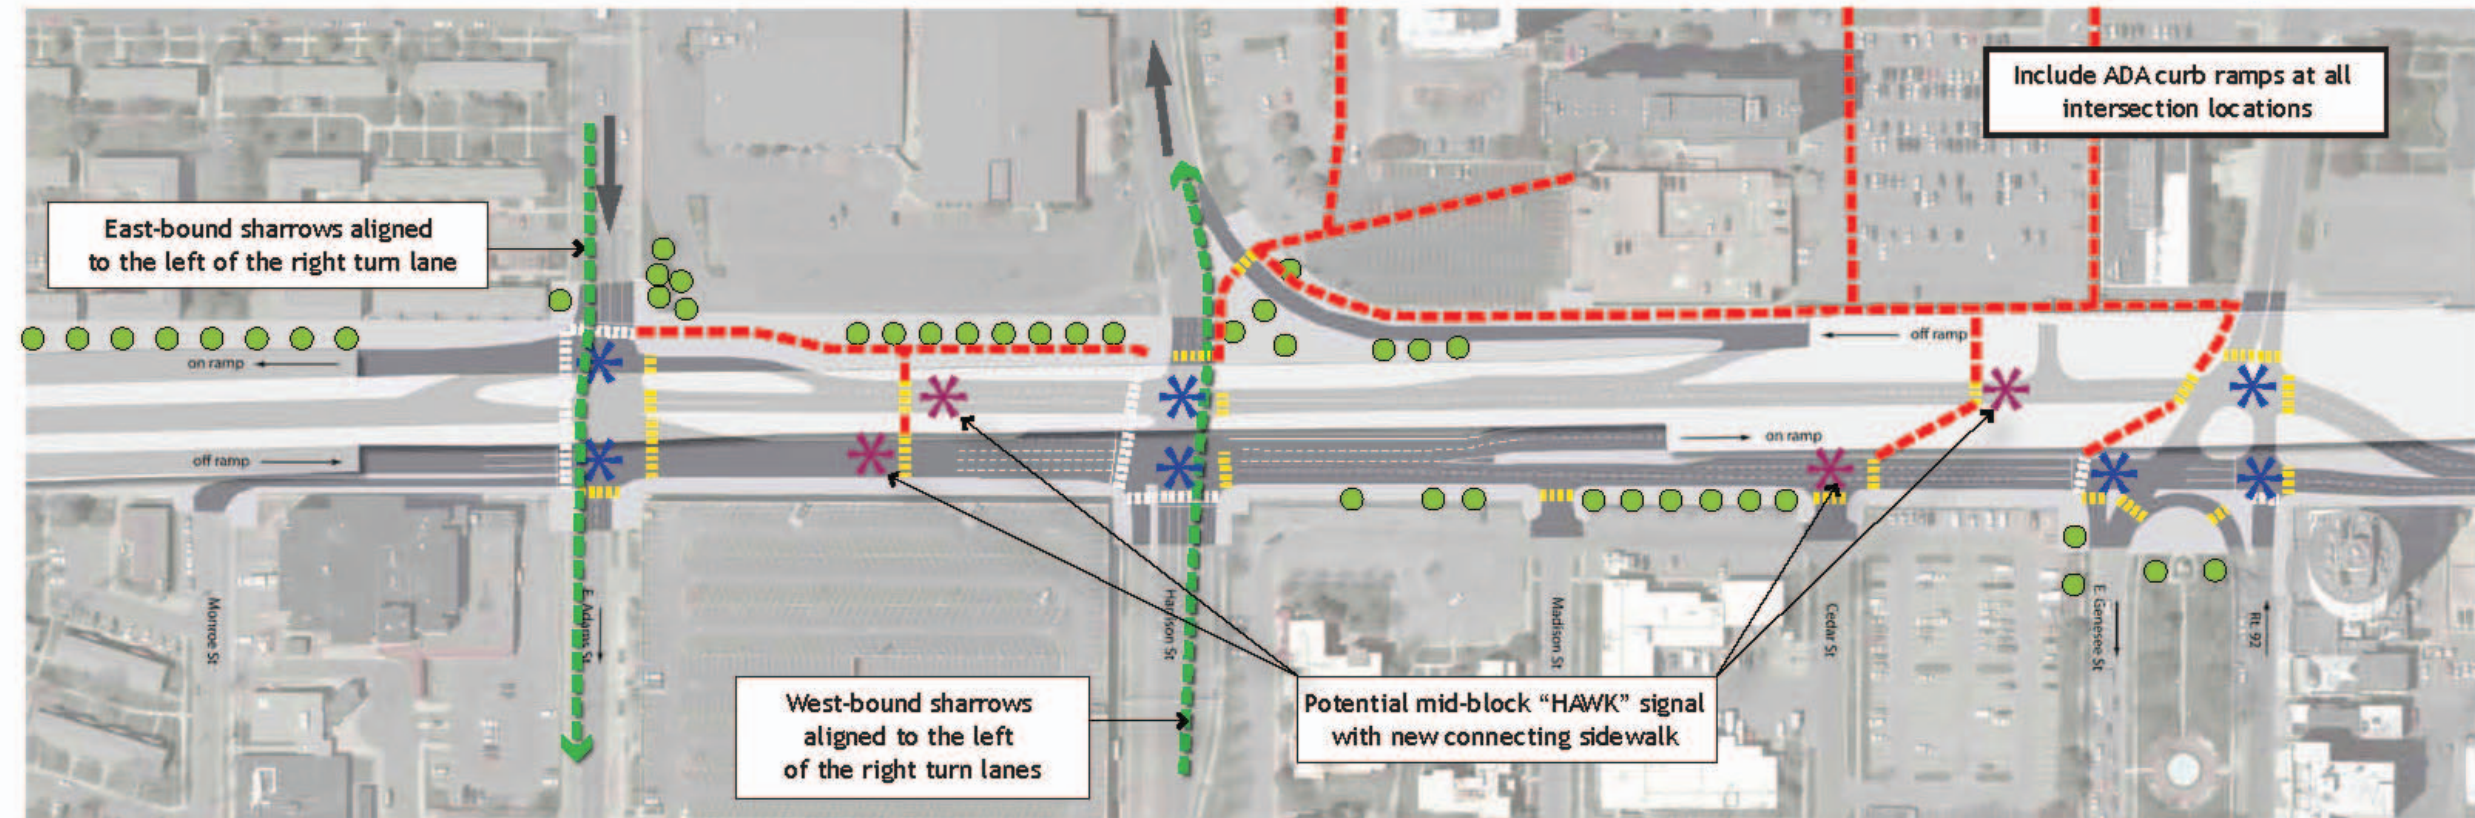 Include ADA curb ramps at all
intersection locations
East-bound sharrows aligned
to the left of the right turn lane
on ramp
off ramp
off ramp
on ramp
Monroe St
E. Adams St
Harrison St
Madison St
Cedar St
E. Genesee St
Rt. 92
West-bound sharrows
aligned to the left
of the right turn lanes
Potential mid-block “HAWK” signal
with new connecting sidewalk